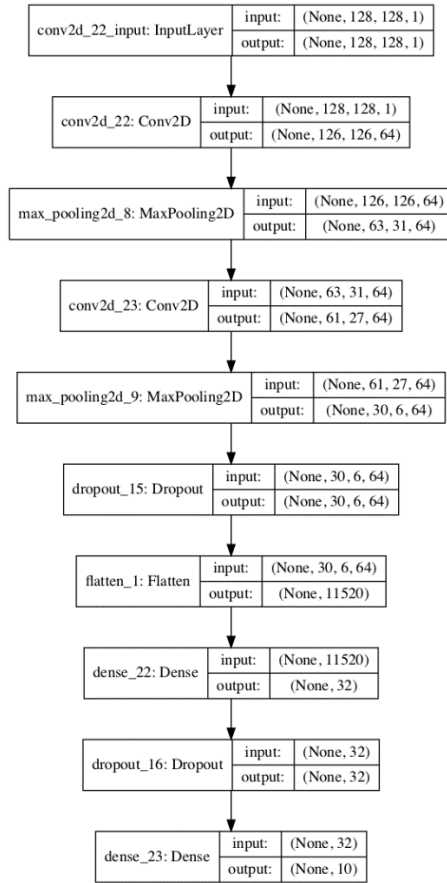 conv2d_22_input: InputLayer
input: (None, 128, 128, 1)
output: (None, 128, 128, 1)
conv2d_22: Conv2D
input: (None, 128, 128, 1)
output: (None, 126, 126, 64)
max_pooling2d_8: MaxPooling2D
input: (None, 126, 126, 64)
output: (None, 63, 31, 64)
conv2d_23: Conv2D
input: (None, 63, 31, 64)
output: (None, 61, 27, 64)
max_pooling2d_9: MaxPooling2D
input: (None, 61, 27, 64)
output: (None, 30, 6, 64)
dropout_15: Dropout
input: (None, 30, 6, 64)
output: (None, 30, 6, 64)
flatten_1: Flatten
input: (None, 30, 6, 64)
output: (None, 11520)
dense_22: Dense
input: (None, 11520)
output: (None, 32)
dropout_16: Dropout
input: (None, 32)
output: (None, 32)
dense_23: Dense
input: (None, 32)
output: (None, 10)